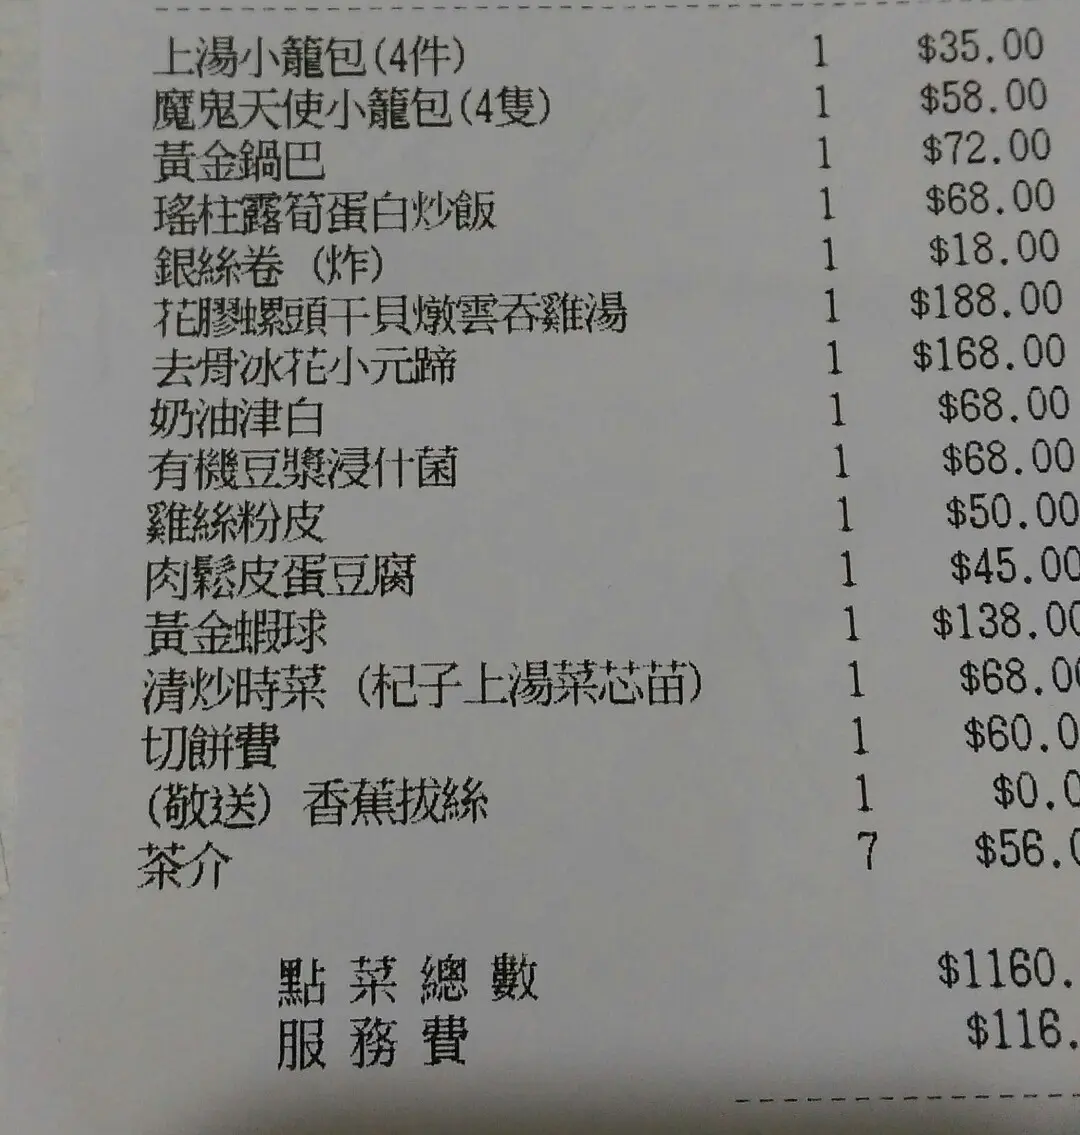 上湯小籠包(4件) 1 $35.00
魔鬼天使小籠包(4隻) 1 $58.00
黃金鍋巴 1 $72.00
瑤柱露筍蛋白炒飯 1 $68.00
銀絲卷 (炸) 1 $18.00
花膠螺頭干貝燉雲吞雞湯 1 $188.00
去骨冰花小元蹄 1 $168.00
奶油津白 1 $68.00
有機豆漿浸什菌 1 $68.00
雞絲粉皮 1 $50.00
肉鬆皮蛋豆腐 1 $45.00
黃金蝦球 1 $138.00
清炒時菜 (杞子上湯菜芯苗) 1 $68.00
切餅費 1 $60.0
(敬送) 香蕉拔絲 1 $0.0
茶介 7 $56.0
點菜總數 $1160.
服務費 $116.